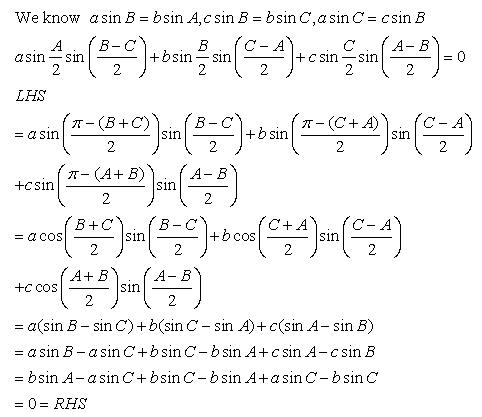 We know a sin B = b sin A, c sin B = b sin C, a sin C = c sin B
a sin A/2 sin((B−C)/2) + b sin B/2 sin((C−A)/2) + c sin C/2 sin((A−B)/2) = 0
LHS
= a sin((π−(B+C))/2) sin((B−C)/2) + b sin((π−(C+A))/2) sin((C−A)/2)
+c sin((π−(A+B))/2) sin((A−B)/2)
= a cos((B+C)/2) sin((B−C)/2) + b cos((C+A)/2) sin((C−A)/2)
+c cos((A+B)/2) sin((A−B)/2)
= a(sin B − sin C) + b(sin C − sin A) + c(sin A − sin B)
= a sin B − a sin C + b sin C − b sin A + c sin A − c sin B
= b sin A − a sin C + b sin C − b sin A + a sin C − b sin C
= 0 = RHS